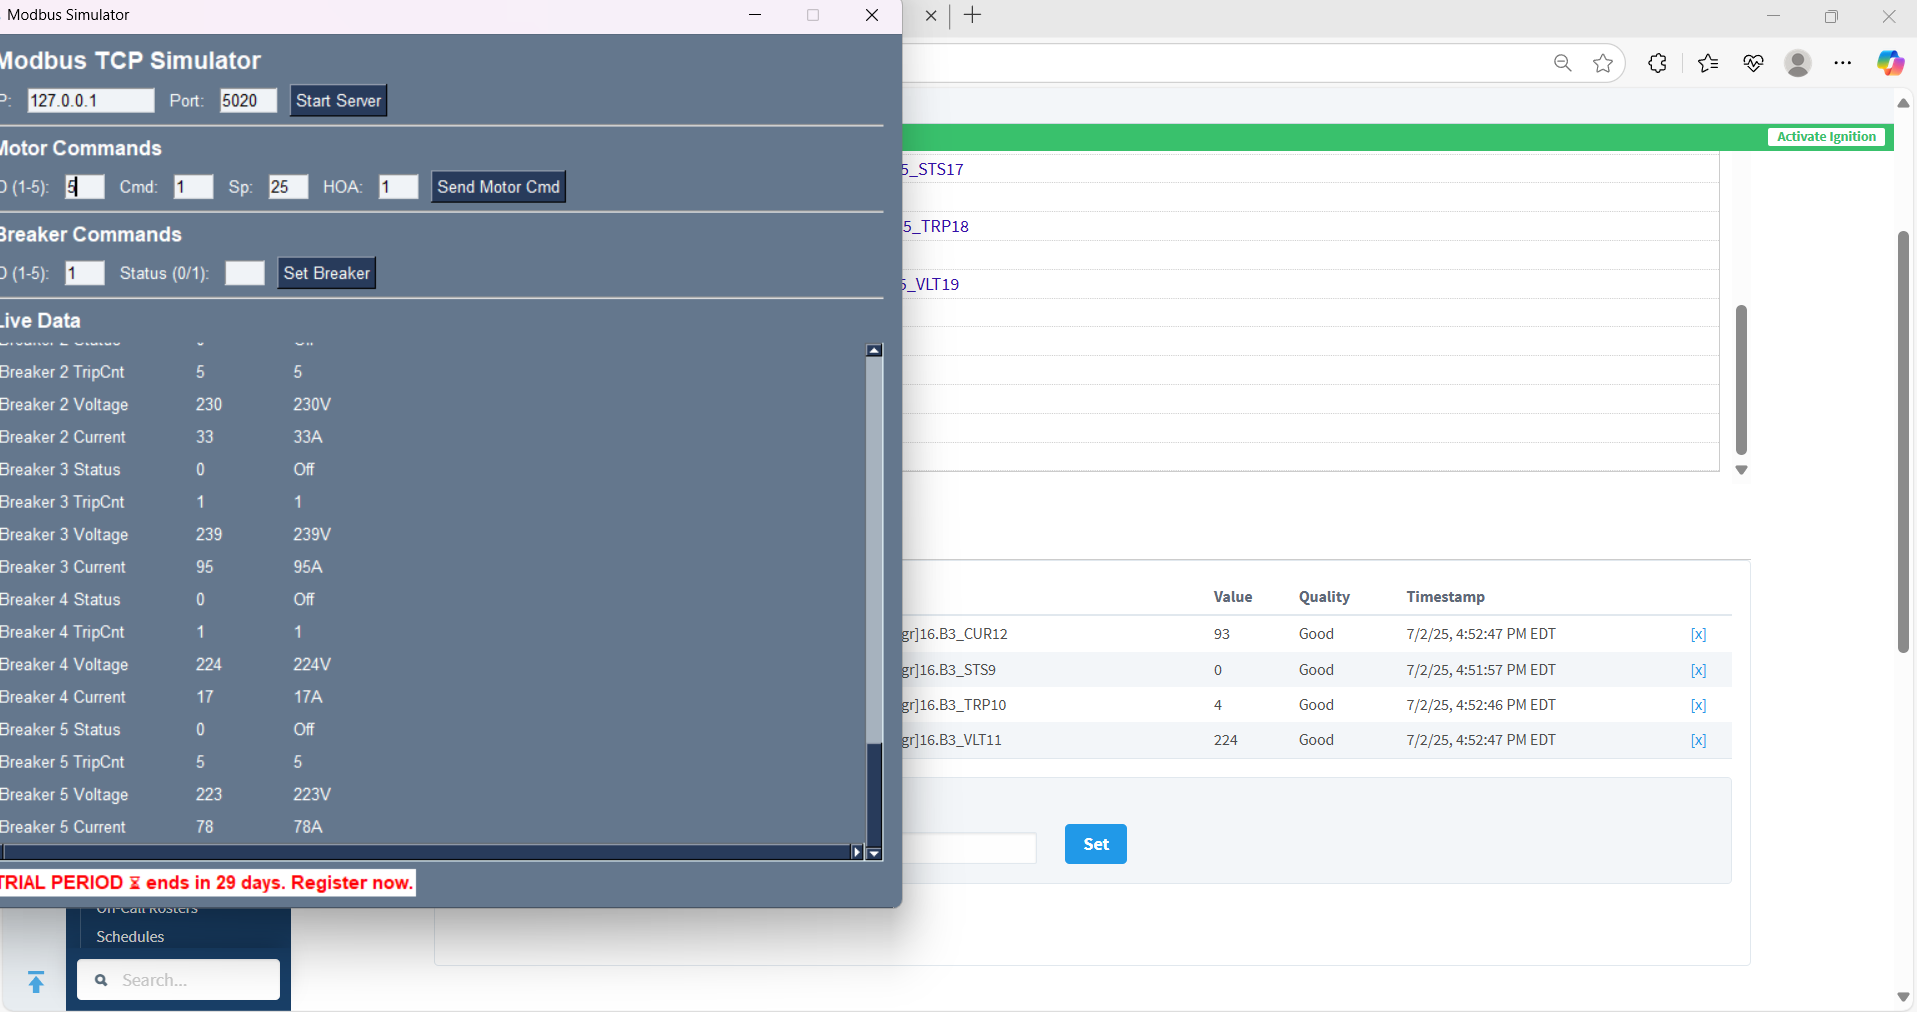 Modbus Simulator
Modbus TCP Simulator
P: 127.0.0.1 Port: 5020 Start Server
Motor Commands
D (1-5): 5 Cmd: 1 Sp: 25 HOA: 1 Send Motor Cmd
Breaker Commands
D (1-5): 1 Status (0/1): Set Breaker
Live Data
Breaker 2 Status 0 Off
Breaker 2 TripCnt 5 5
Breaker 2 Voltage 230 230V
Breaker 2 Current 33 33A
Breaker 3 Status 0 Off
Breaker 3 TripCnt 1 1
Breaker 3 Voltage 239 239V
Breaker 3 Current 95 95A
Breaker 4 Status 0 Off
Breaker 4 TripCnt 1 1
Breaker 4 Voltage 224 224V
Breaker 4 Current 17 17A
Breaker 5 Status 0 Off
Breaker 5 TripCnt 5 5
Breaker 5 Voltage 223 223V
Breaker 5 Current 78 78A
TRIAL PERIOD ⌛ ends in 29 days. Register now.
Activate Ignition
5_STS17
5_TRP18
5_VLT19
Value Quality Timestamp
gr]16.B3_CUR12 93 Good 7/2/25, 4:52:47 PM EDT [x]
gr]16.B3_STS9 0 Good 7/2/25, 4:51:57 PM EDT [x]
gr]16.B3_TRP10 4 Good 7/2/25, 4:52:46 PM EDT [x]
gr]16.B3_VLT11 224 Good 7/2/25, 4:52:47 PM EDT [x]
Set
On-Call Rosters
Schedules
Search...